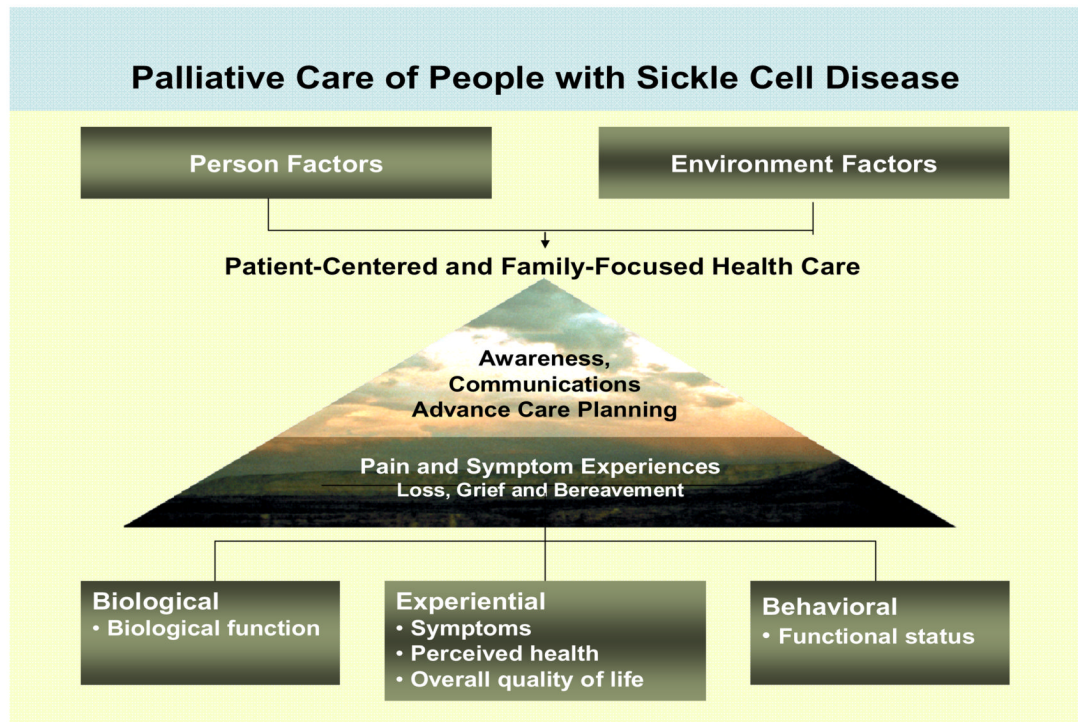 Palliative Care of People with Sickle Cell Disease
Person Factors
Environment Factors
Patient-Centered and Family-Focused Health Care
Awareness,
Communications
Advance Care Planning
Pain and Symptom Experiences
Loss, Grief and Bereavement
Biological
• Biological function
Experiential
• Symptoms
• Perceived health
• Overall quality of life
Behavioral
• Functional status